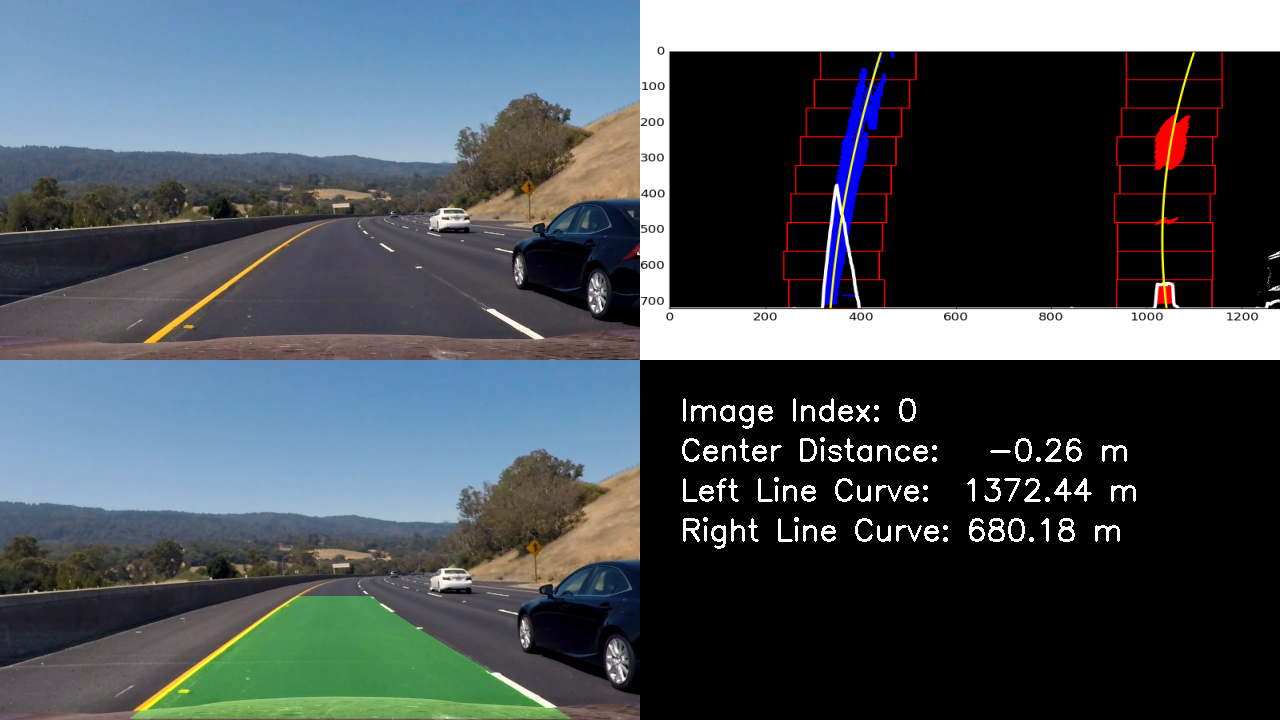 0
100
200
300
400
500
600
700
0 200 400 600 800 1000 1200
Image Index: 0
Center Distance: −0.26 m
Left Line Curve: 1372.44 m
Right Line Curve: 680.18 m